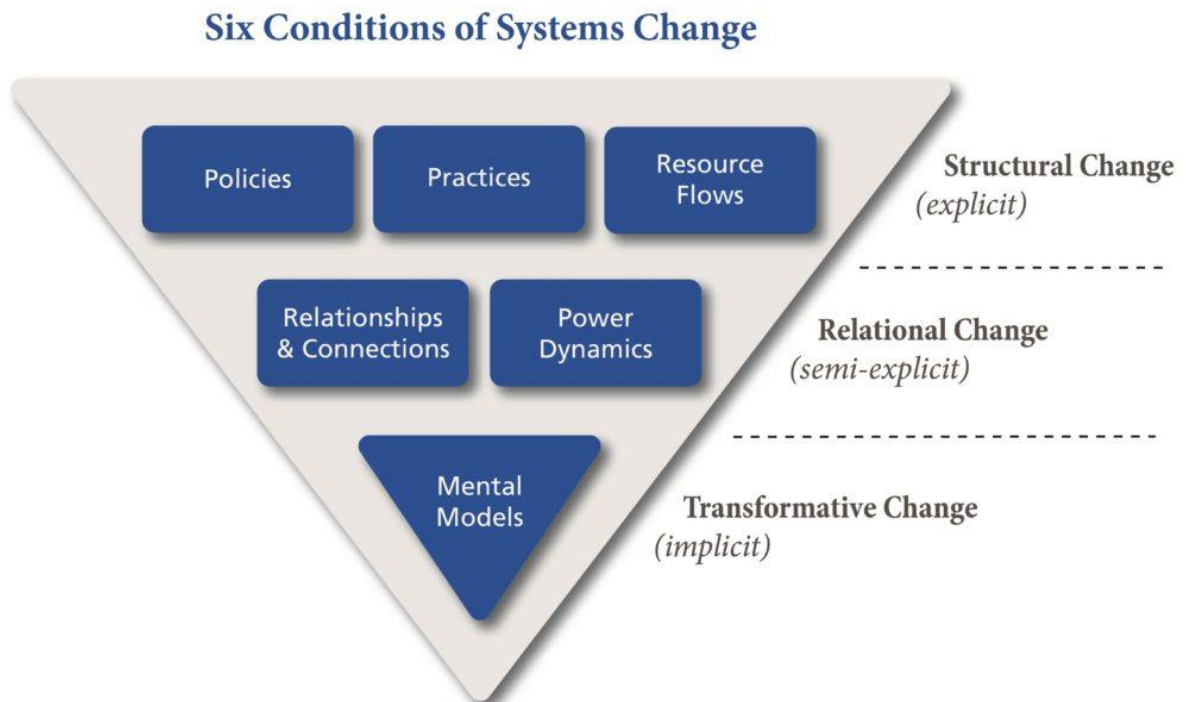 Six Conditions of Systems Change
Policies
Practices
Resource
Flows
Structural Change
(explicit)
Relationships
& Connections
Power
Dynamics
Relational Change
(semi-explicit)
Mental
Models
Transformative Change
(implicit)